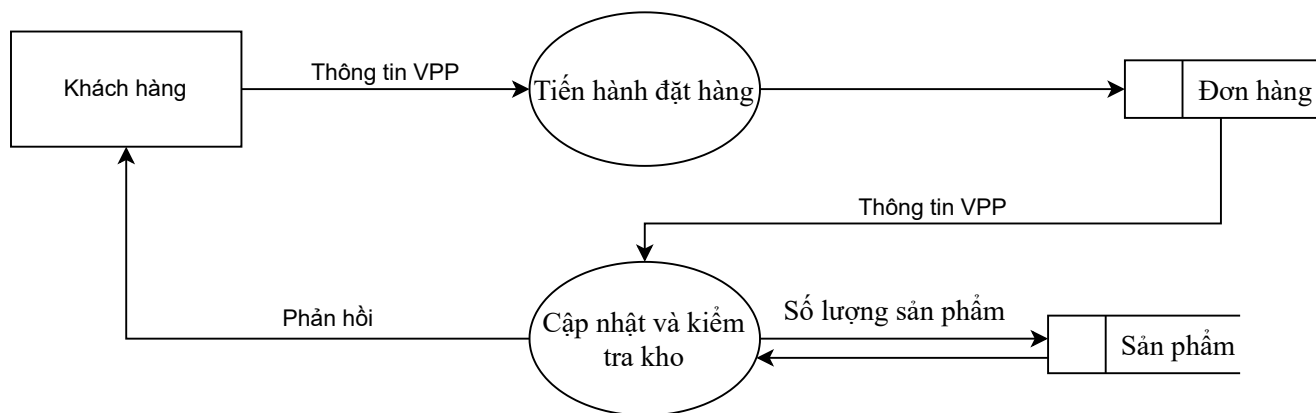 Khách hàng
Thông tin VPP
Tiến hành đặt hàng
Đơn hàng
Thông tin VPP
Phản hồi
Cập nhật và kiểm
tra kho
Số lượng sản phẩm
Sản phẩm